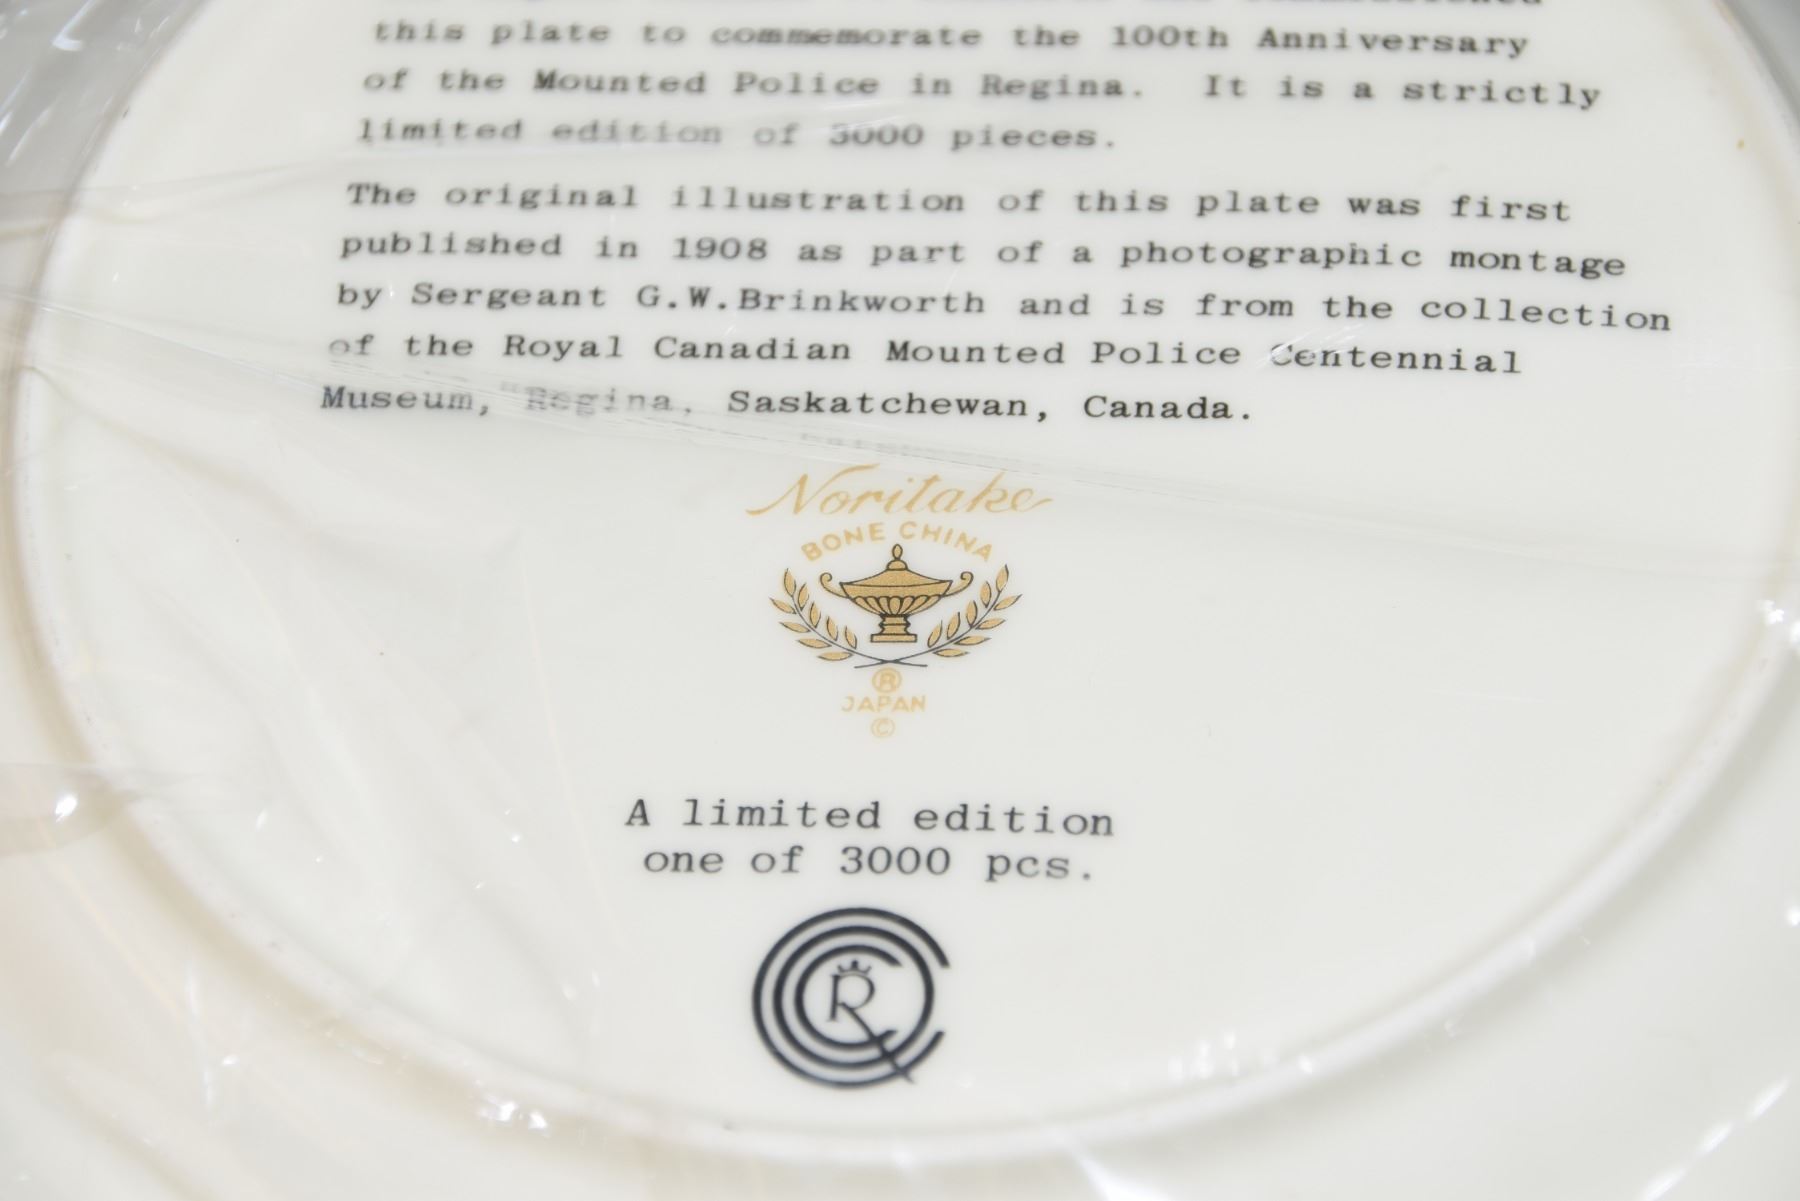 this plate to commemorate the 100th Anniversary
of the Mounted Police in Regina. It is a strictly
limited edition of 3000 pieces.
The original illustration of this plate was first
published in 1908 as part of a photographic montage
by Sergeant G.W.Brinkworth and is from the collection
of the Royal Canadian Mounted Police Centennial
Museum, Regina, Saskatchewan, Canada.
Noritake
BONE CHINA
®
JAPAN
©
A limited edition
one of 3000 pcs.
CCC R